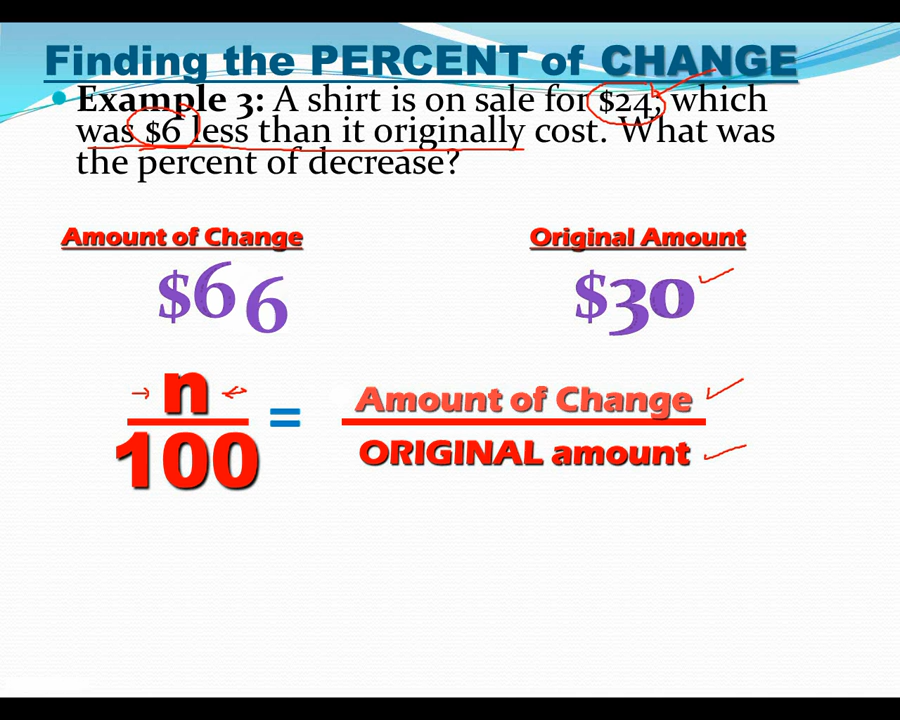 Finding the PERCENT of CHANGE
• Example 3: A shirt is on sale for $24, which
was $6 less than it originally cost. What was
the percent of decrease?
Amount of Change Original Amount
$6 6 $30
n Amount of Change
=
100 ORIGINAL amount